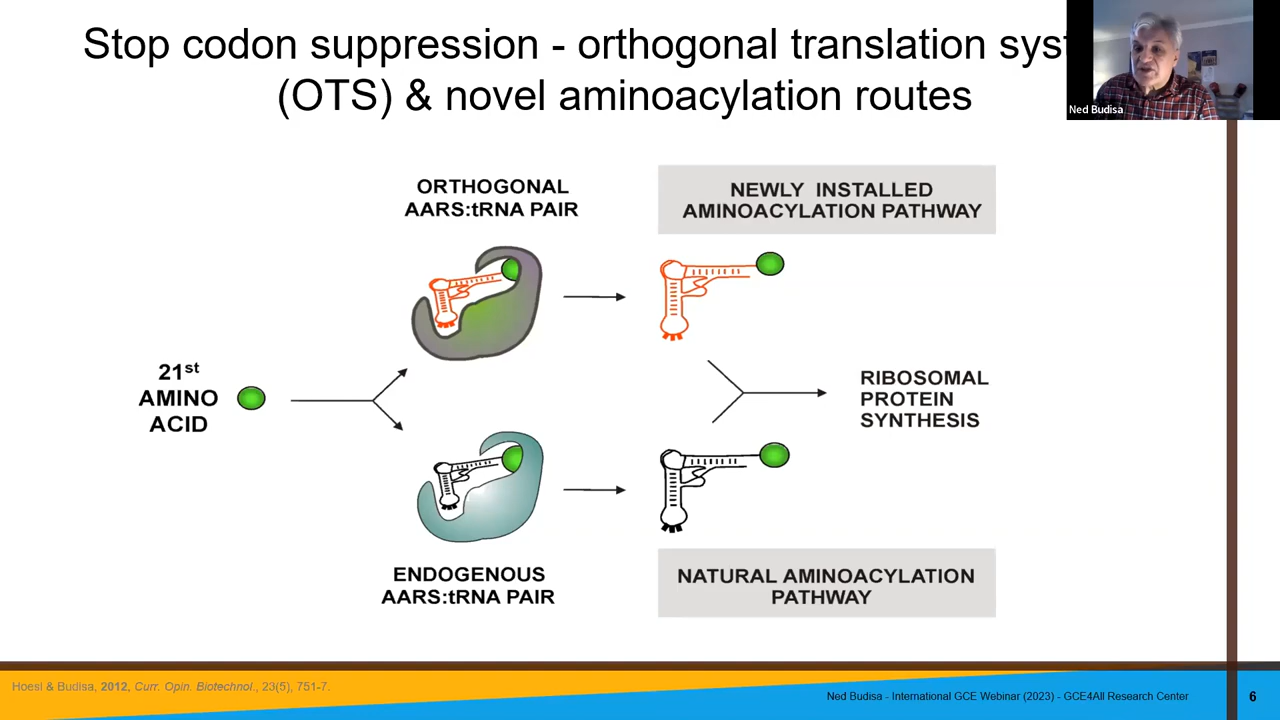 Stop codon suppression - orthogonal translation syst
(OTS) & novel aminoacylation routes
Ned Budisa
ORTHOGONAL
AARS:tRNA PAIR
NEWLY INSTALLED
AMINOACYLATION PATHWAY
21st
AMINO
ACID
RIBOSOMAL
PROTEIN
SYNTHESIS
ENDOGENOUS
AARS:tRNA PAIR
NATURAL AMINOACYLATION
PATHWAY
Hoesl & Budisa, 2012, Curr. Opin. Biotechnol., 23(5), 751-7.
Ned Budisa - International GCE Webinar (2023) - GCE4All Research Center
6